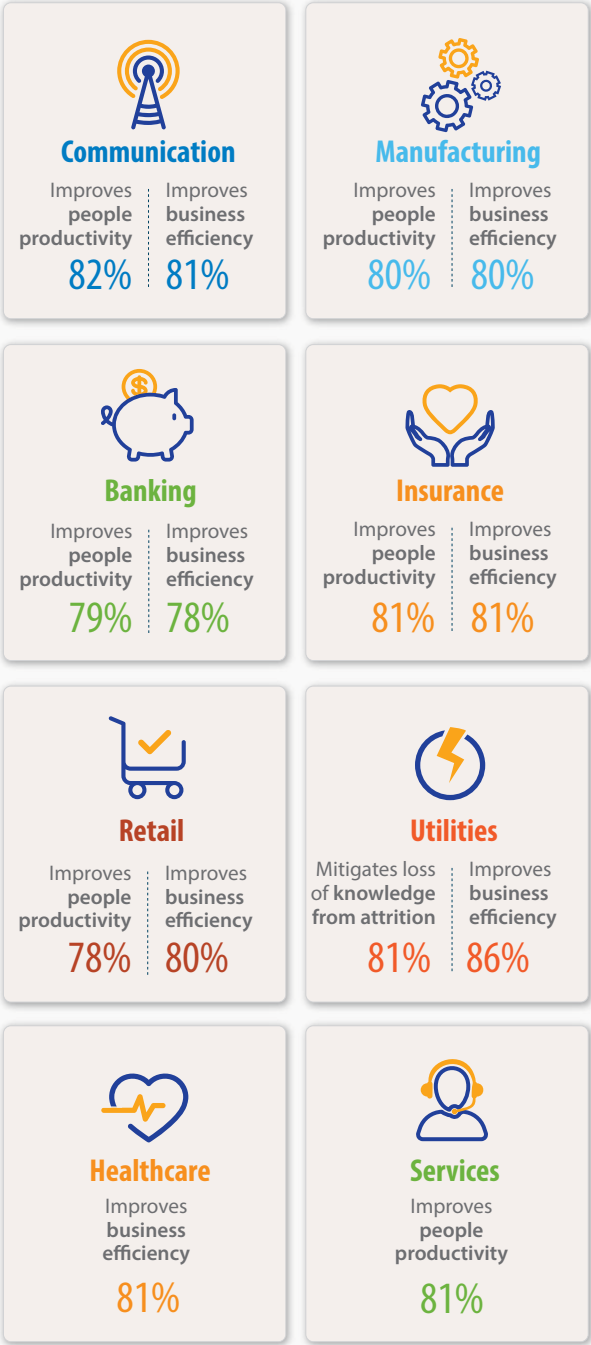 Communication
Improves
people
productivity
82%
Improves
business
efficiency
81%
Manufacturing
Improves
people
productivity
80%
Improves
business
efficiency
80%
Banking
Improves
people
productivity
79%
Improves
business
efficiency
78%
Insurance
Improves
people
productivity
81%
Improves
business
efficiency
81%
Retail
Improves
people
productivity
78%
Improves
business
efficiency
80%
Utilities
Mitigates loss
of knowledge
from attrition
81%
Improves
business
efficiency
86%
Healthcare
Improves
business
efficiency
81%
Services
Improves
people
productivity
81%